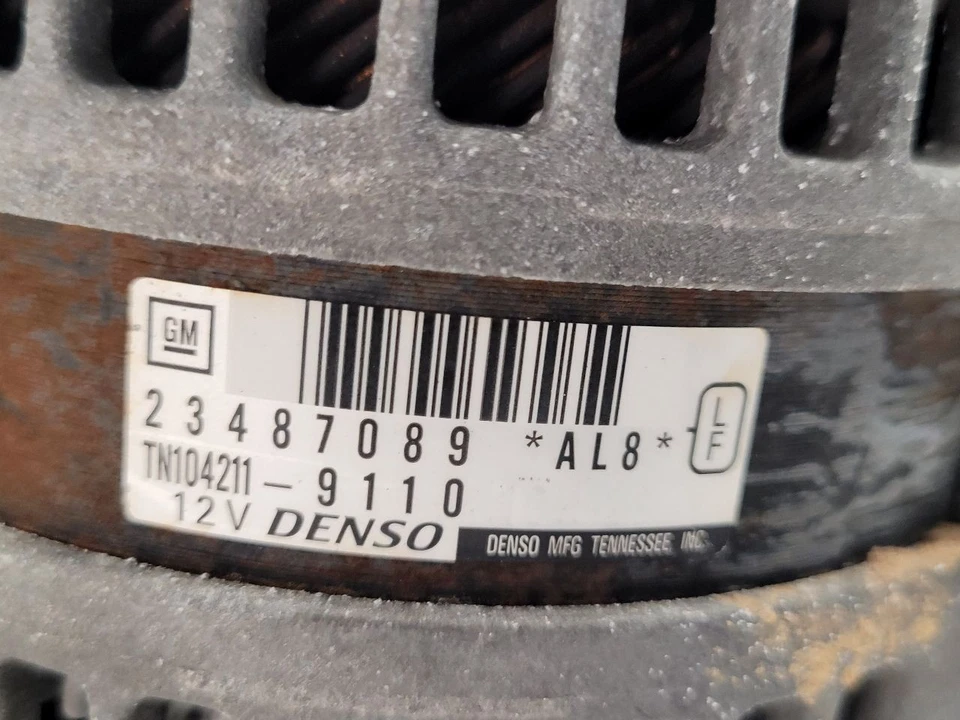 GM
23487089 *AL8*
LF
TN104211-9110
12V DENSO
DENSO MFG TENNESSEE INC.